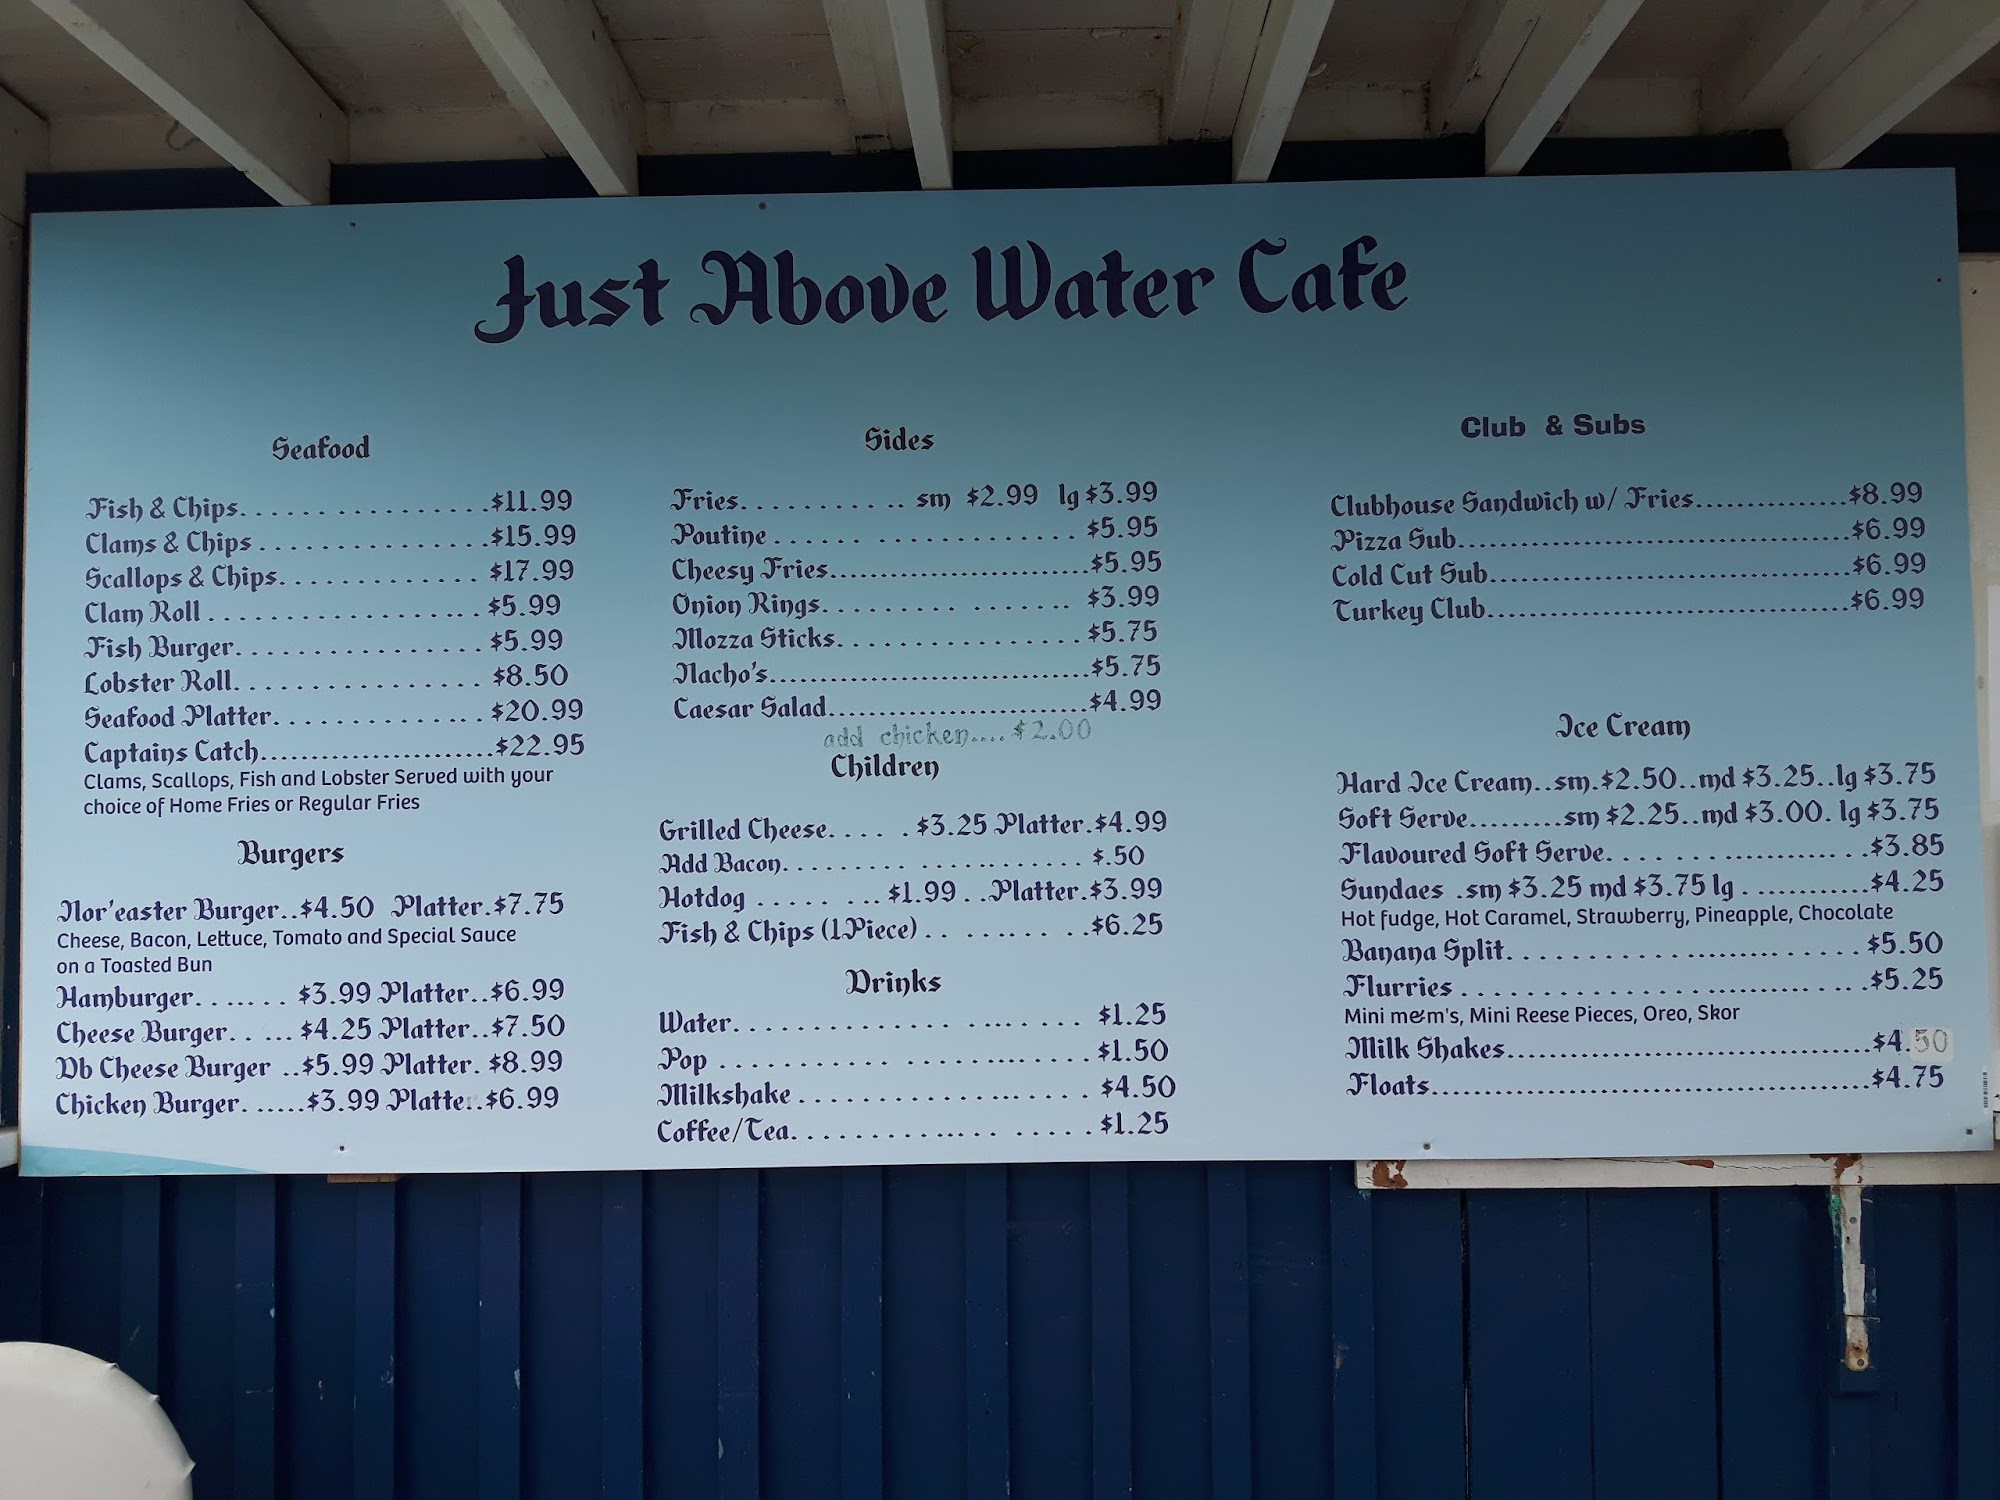 Just Above Water Cafe
Seafood
Fish & Chips. . . . . . . . . . . . . . . . .$11.99
Clams & Chips . . . . . . . . . . . . . . . .$15.99
Scallops & Chips. . . . . . . . . . . . . . $17.99
Clam Roll . . . . . . . . . . . . . . . . . . $5.99
Fish Burger. . . . . . . . . . . . . . . . . $5.99
Lobster Roll. . . . . . . . . . . . . . . . . $8.50
Seafood Platter. . . . . . . . . . . . . . . $20.99
Captains Catch........................$22.95
Clams, Scallops, Fish and Lobster Served with your
choice of Home Fries or Regular Fries
Burgers
Nor'easter Burger..$4.50 Platter.$7.75
Cheese, Bacon, Lettuce, Tomato and Special Sauce
on a Toasted Bun
Hamburger. . ..... . . $3.99 Platter..$6.99
Cheese Burger. . ... $4.25 Platter..$7.50
Db Cheese Burger ..$5.99 Platter. $8.99
Chicken Burger. ......$3.99 Platter..$6.99
Sides
Fries. . . . . . . . . . .. sm $2.99 lg $3.99
Poutine . . . . . . . . . . . . . . . . . . . . $5.95
Cheesy Fries...........................$5.95
Onion Rings. . . . . . . . . . . . . . . . . $3.99
Mozza Sticks. . . . . . . . . . . . . . . . $5.75
Nacho's.................................$5.75
Caesar Salad...........................$4.99
add chicken....$2.00
Children
Grilled Cheese. . . . . .$3.25 Platter.$4.99
Add Bacon. . . . . . . . . . . . .. . . . . . . $.50
Hotdog . . . . . . . .. $1.99 . .Platter.$3.99
Fish & Chips (1 Piece) . . . ... . . . .$6.25
Drinks
Water. . . . . . . . . . . . . . ... . . . . . $1.25
Pop . . . . . . . . . . . . . .... . . . .$1.50
Milkshake . . . . . . . . . . .... . . . . . $4.50
Coffee/Tea. . . . . . . . . .... . . . . . . . $1.25
Club & Subs
Clubhouse Sandwich w/ Fries...............$8.99
Pizza Sub.......................................$6.99
Cold Cut Sub....................................$6.99
Turkey Club....................................$6.99
Ice Cream
Hard Ice Cream..sm.$2.50..md $3.25..lg $3.75
Soft Serve.........sm $2.25..md $3.00. lg $3.75
Flavoured Soft Serve. . . . . . .............. . .$3.85
Sundaes .sm $3.25 md $3.75 lg . ...........$4.25
Hot fudge, Hot Caramel, Strawberry, Pineapple, Chocolate
Banana Split. . . . . . . . . . . . ......... . . . . . $5.50
Flurries . . . . . . . . . . . . . . .......... . . .$5.25
Mini m&m's, Mini Reese Pieces, Oreo, Skor
Milk Shakes.....................................$4.50
Floats............................................$4.75